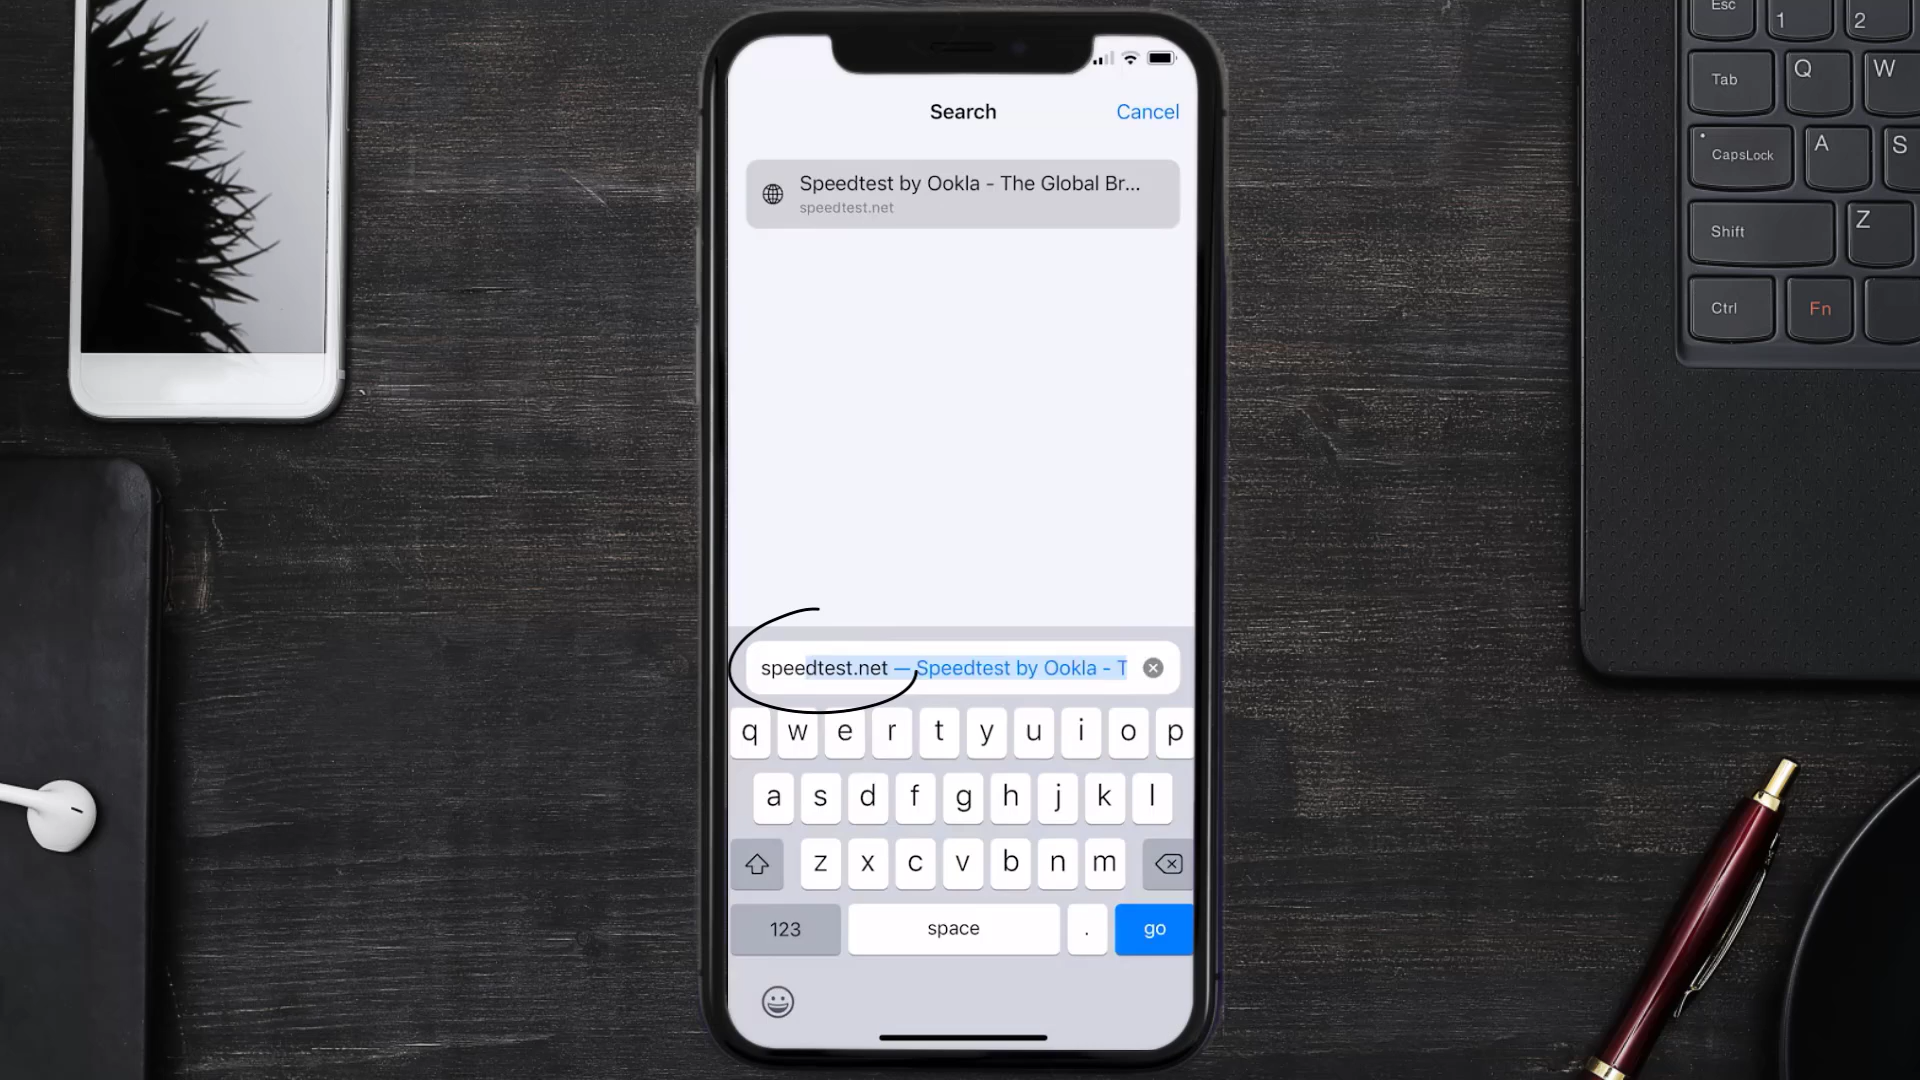 Search
Cancel
Speedtest by Ookla - The Global Br...
speedtest.net
speedtest.net — Speedtest by Ookla - T
q w e r t y u i o p
a s d f g h j k l
z x c v b n m
123
space
.
go
Esc
1
2
Tab
Q
W
CapsLock
A
S
Shift
Z
Ctrl
Fn